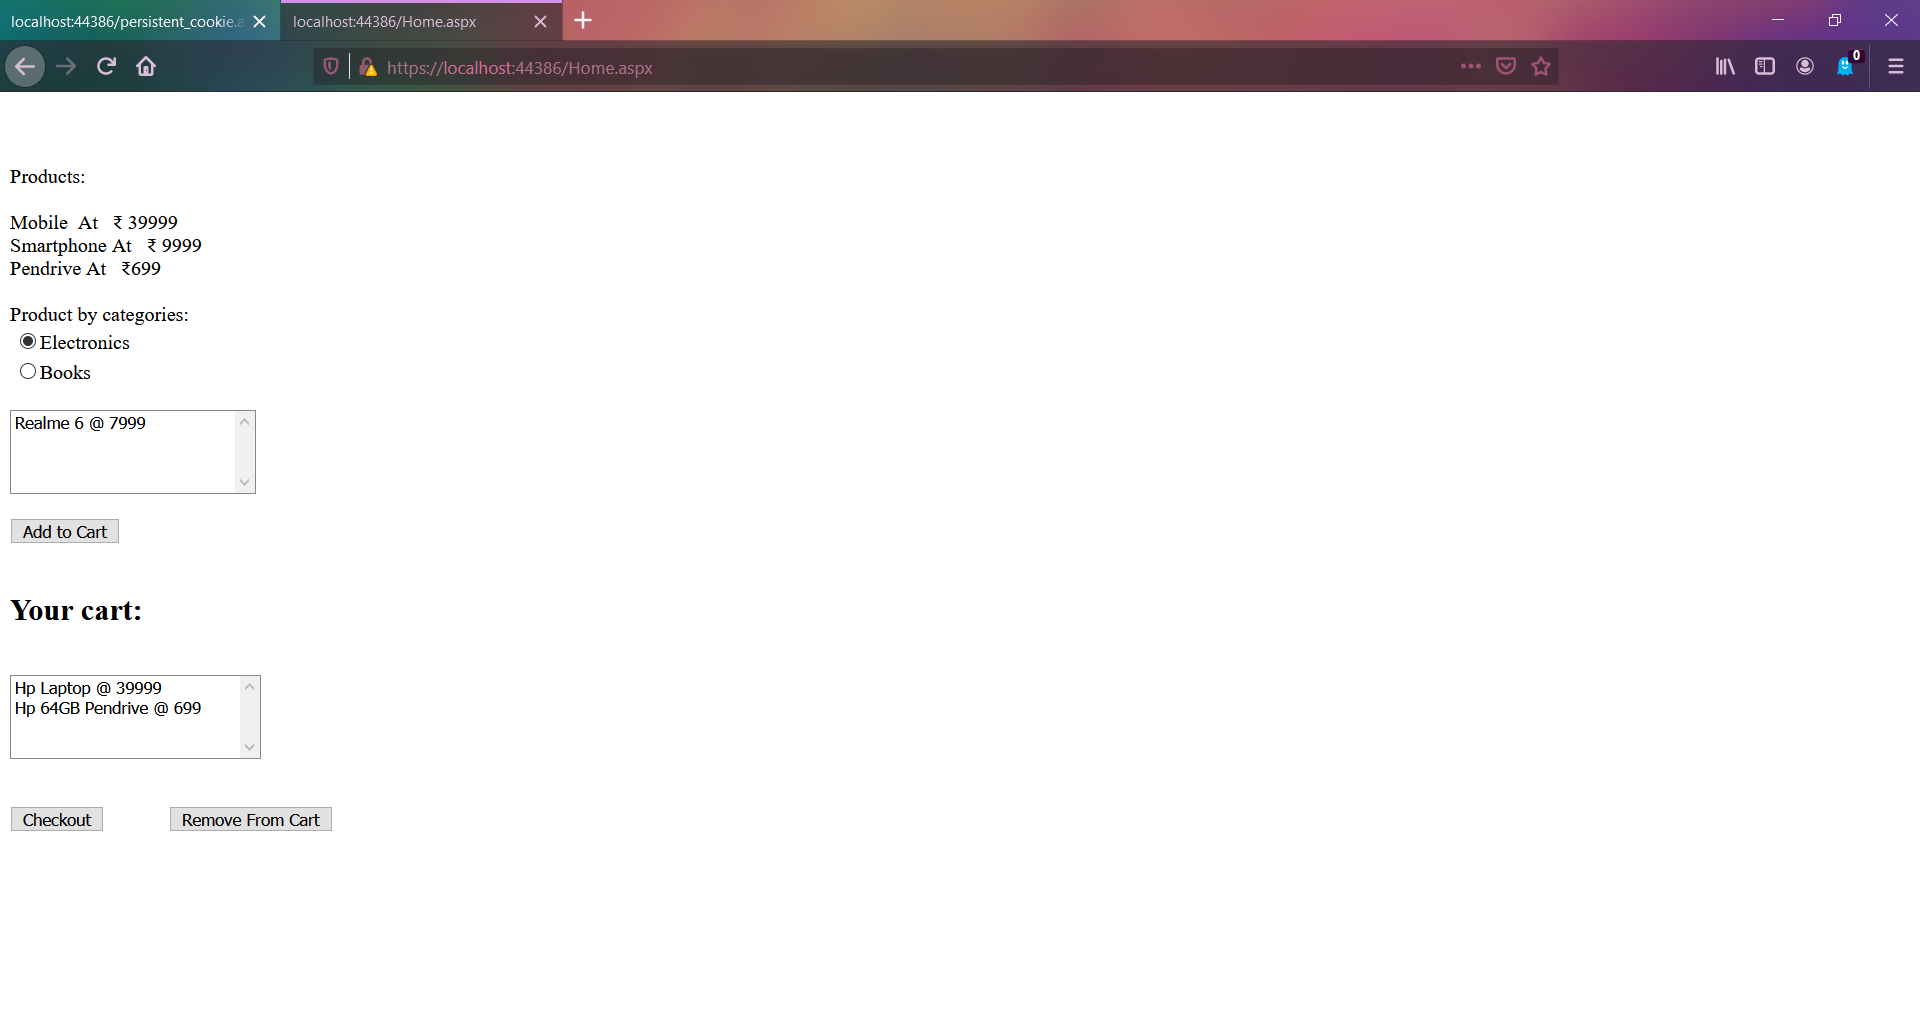 localhost:44386/persistent_cookie.a
localhost:44386/Home.aspx
https://localhost:44386/Home.aspx
0
Products:
Mobile At ₹ 39999
Smartphone At ₹ 9999
Pendrive At ₹699
Product by categories:
Electronics
Books
Realme 6 @ 7999
Add to Cart
Your cart:
Hp Laptop @ 39999
Hp 64GB Pendrive @ 699
Checkout Remove From Cart